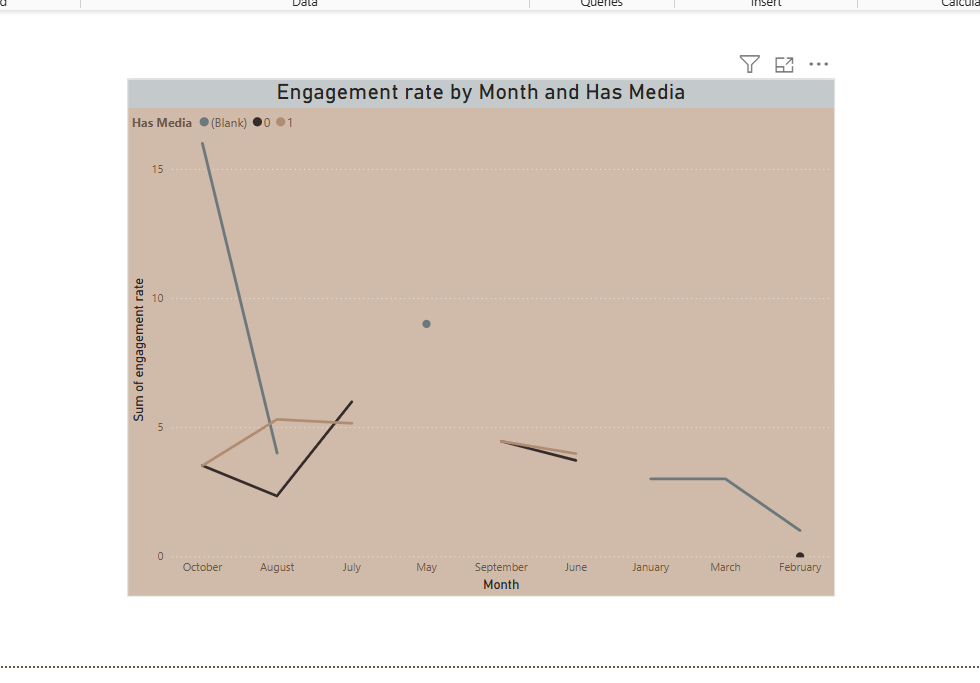 Data
Queries
Insert
Engagement rate by Month and Has Media
Has Media (Blank) 0 1
15
10
5
0
Sum of engagement rate
October August July May September June January March February
Month